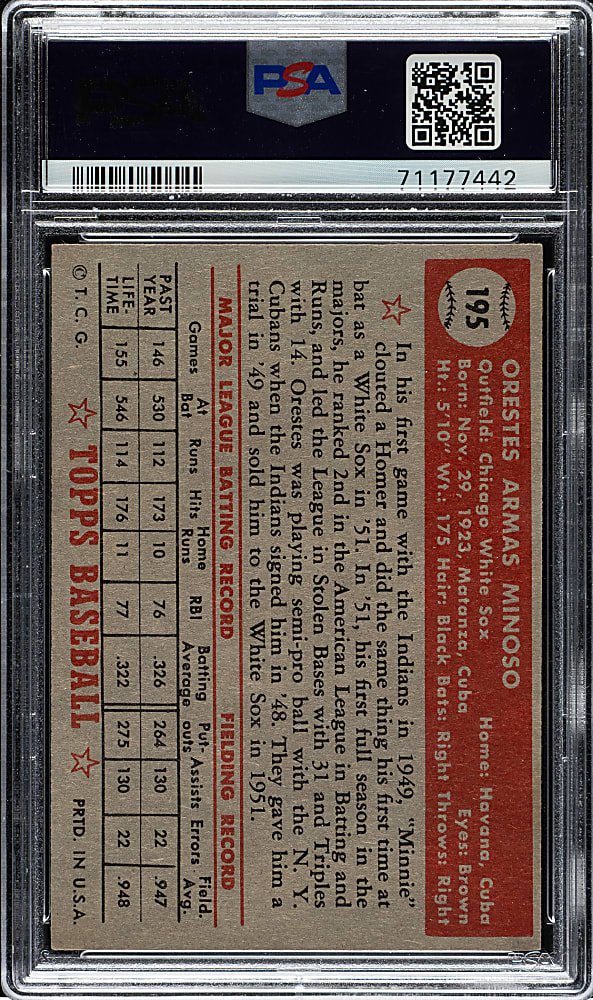 PSA
71177442
195
ORESTES ARMAS MINOSO
Outfield: Chicago White Sox Home: Havana, Cuba
Born: Nov. 29, 1923, Matanza, Cuba Eyes: Brown
Ht.: 5'10" Wt.: 175 Hair: Black Bats: Right Throws: Right
In his first game with the Indians in 1949, "Minnie"
clouted a Homer and did the same thing his first time at
bat as a White Sox in '51. In '51, his first full season in the
majors, he ranked 2nd in the American League in Batting and
Runs, and led the League in Stolen Bases with 31 and Triples
with 14. Orestes was playing semi-pro ball with the N. Y.
Cubans when the Indians signed him in '48. They gave him a
trial in '49 and sold him to the White Sox in 1951.
MAJOR LEAGUE BATTING RECORD FIELDING RECORD
Games At Bat Runs Hits Home Runs RBI Batting Average Put-outs Assists Errors Field. Avg.
PAST YEAR 146 530 112 173 10 76 .326 264 130 22 .947
LIFE-TIME 155 546 114 176 11 77 .322 275 130 22 .948
© T. C. G. TOPPS BASEBALL PRTD. IN U.S.A.
PSA